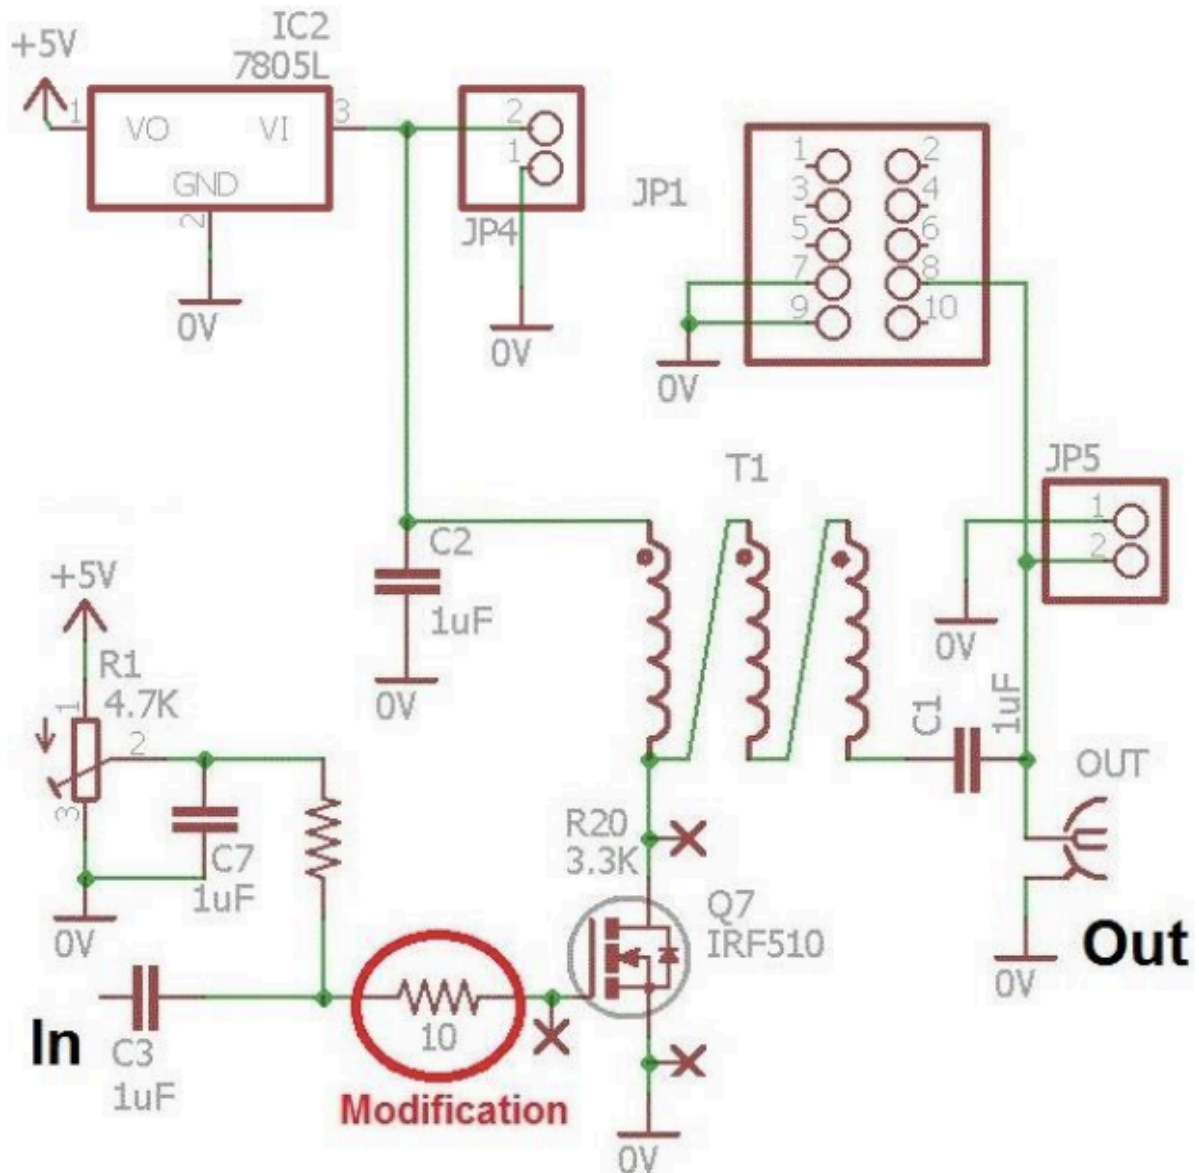 IC2
7805L
+5V
1
VO
VI
3
GND
2
0V
2
1
JP4
0V
JP1
1
2
3
4
5
6
7
8
9
10
0V
T1
JP5
1
2
0V
C2
1uF
0V
+5V
R1
4.7K
1
2
3
C7
1uF
0V
C1
1uF
OUT
Out
0V
R20
3.3K
Q7
IRF510
In
C3
1uF
10
Modification
0V